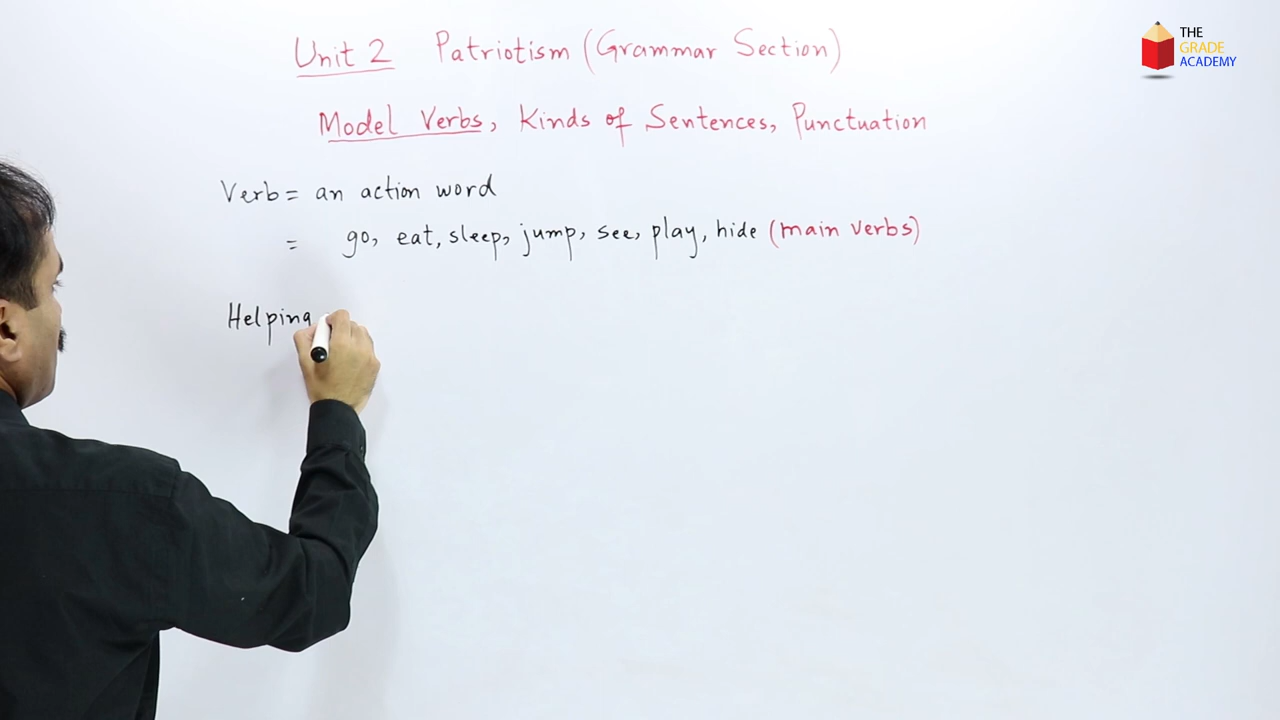 Unit 2 Patriotism (Grammar Section)
Model Verbs, Kinds of Sentences, Punctuation
Verb = an action word
= go, eat, sleep, jump, see, play, hide (main verbs)
Helping
THE
GRADE
ACADEMY